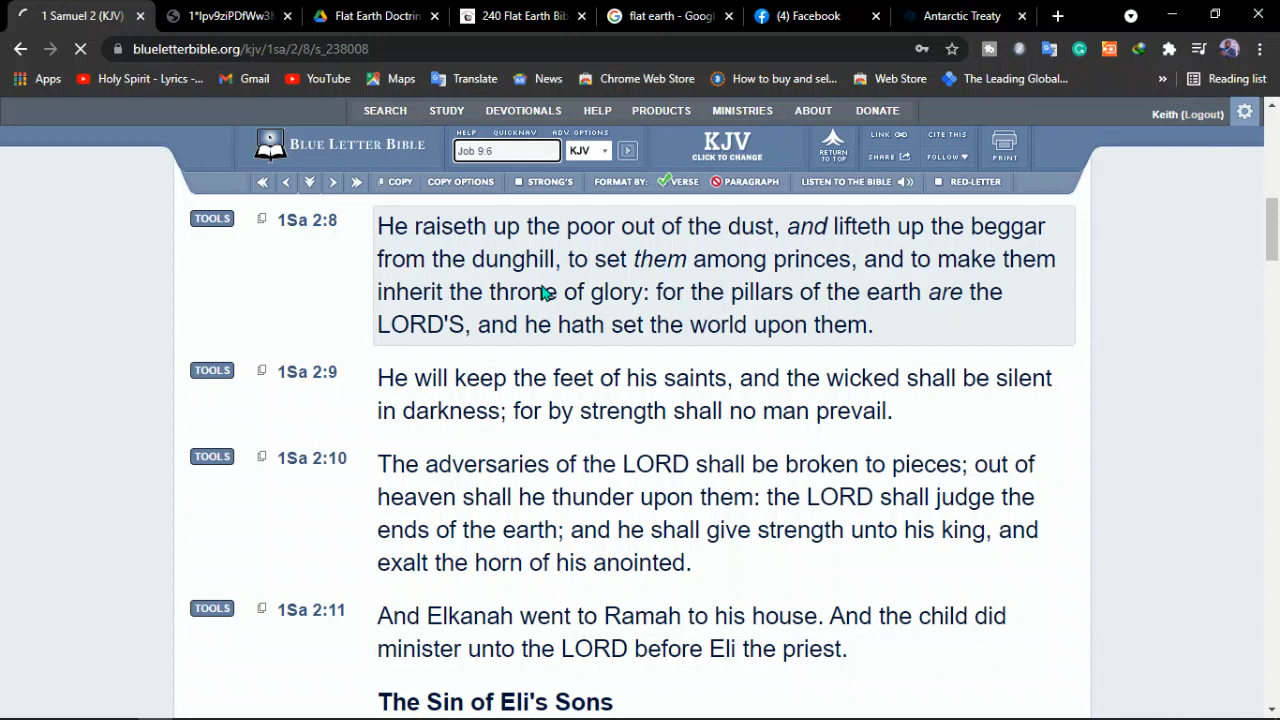 1 Samuel 2 (KJV)
1*lpv9ziPDfWw3
Flat Earth Doctrin
240 Flat Earth Bib
flat earth - Googl
(4) Facebook
Antarctic Treaty
blueletterbible.org/kjv/1sa/2/8/s_238008
Apps
Holy Spirit - Lyrics -...
Gmail
YouTube
Maps
Translate
News
Chrome Web Store
How to buy and sel...
Web Store
The Leading Global...
»
Reading list
SEARCH STUDY DEVOTIONALS HELP PRODUCTS MINISTRIES ABOUT DONATE
Keith (Logout)
BLUE LETTER BIBLE
HELP QUICKNAV ADV. OPTIONS
Job 9:6
KJV
KJV
CLICK TO CHANGE
RETURN
TO TOP
LINK
CITE THIS
SHARE
FOLLOW
PRINT
COPY COPY OPTIONS STRONG'S FORMAT BY: VERSE PARAGRAPH LISTEN TO THE BIBLE RED-LETTER
TOOLS 1Sa 2:8 He raiseth up the poor out of the dust, and lifteth up the beggar
from the dunghill, to set them among princes, and to make them
inherit the throne of glory: for the pillars of the earth are the
LORD'S, and he hath set the world upon them.
TOOLS 1Sa 2:9 He will keep the feet of his saints, and the wicked shall be silent
in darkness; for by strength shall no man prevail.
TOOLS 1Sa 2:10 The adversaries of the LORD shall be broken to pieces; out of
heaven shall he thunder upon them: the LORD shall judge the
ends of the earth; and he shall give strength unto his king, and
exalt the horn of his anointed.
TOOLS 1Sa 2:11 And Elkanah went to Ramah to his house. And the child did
minister unto the LORD before Eli the priest.
The Sin of Eli's Sons